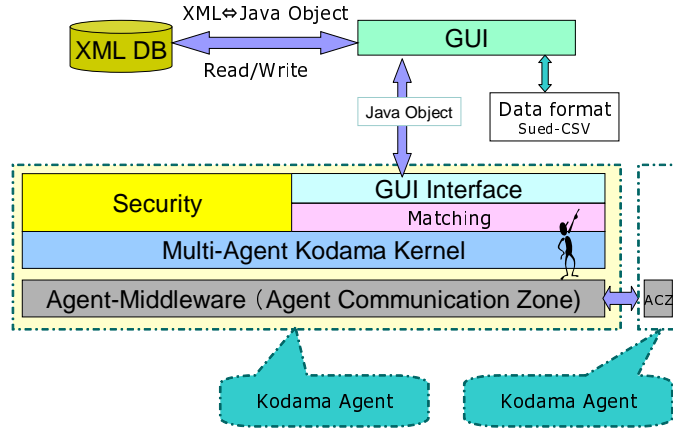 XML⇔Java Object
XML DB
GUI
Read/Write
Java Object
Data format
Sued-CSV
Security
GUI Interface
Matching
Multi-Agent Kodama Kernel
Agent-Middleware（Agent Communication Zone)
ACZ
Kodama Agent
Kodama Agent